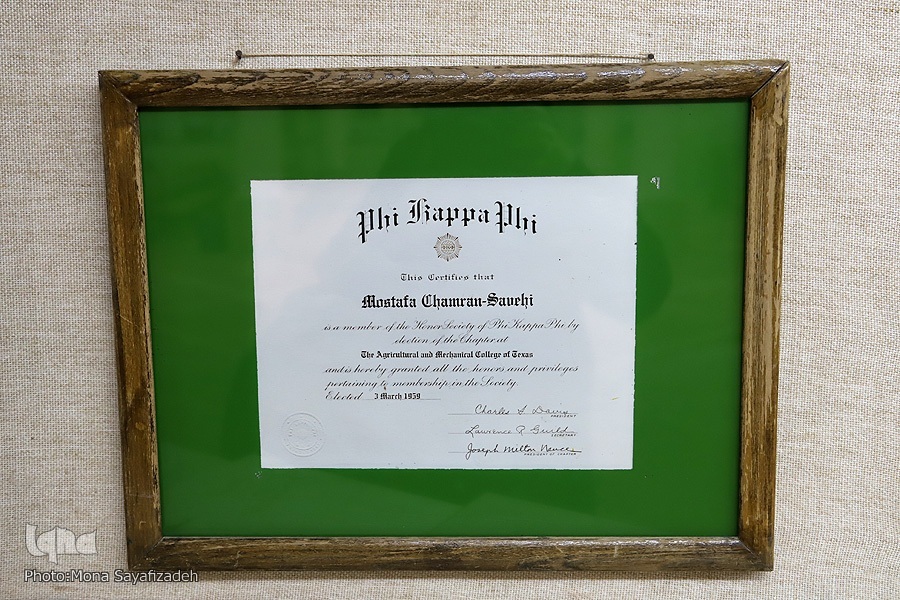 Phi Kappa Phi
This Certifies that
Mostafa Chamran-Savehi
is a member of the Honor Society of Phi Kappa Phi by
election of the Chapter at
The Agricultural and Mechanical College of Texas
and is hereby granted all the honors and privileges
pertaining to membership in the Society.
Elected 3 March 1959
Charles S. Davis
PRESIDENT
Lawrence R. Guild
SECRETARY
Joseph Milton Nance
PRESIDENT OF CHAPTER
iqna
Photo:Mona Sayafizadeh